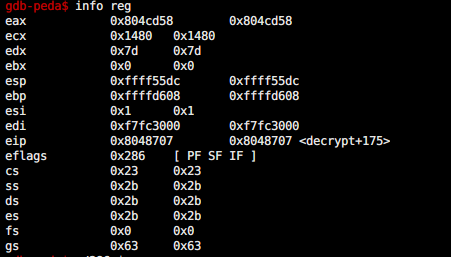 gdb-peda$ info reg
eax 0x804cd58 0x804cd58
ecx 0x1480 0x1480
edx 0x7d 0x7d
ebx 0x0 0x0
esp 0xffff55dc 0xffff55dc
ebp 0xffffd608 0xffffd608
esi 0x1 0x1
edi 0xf7fc3000 0xf7fc3000
eip 0x8048707 0x8048707 <decrypt+175>
eflags 0x286 [ PF SF IF ]
cs 0x23 0x23
ss 0x2b 0x2b
ds 0x2b 0x2b
es 0x2b 0x2b
fs 0x0 0x0
gs 0x63 0x63